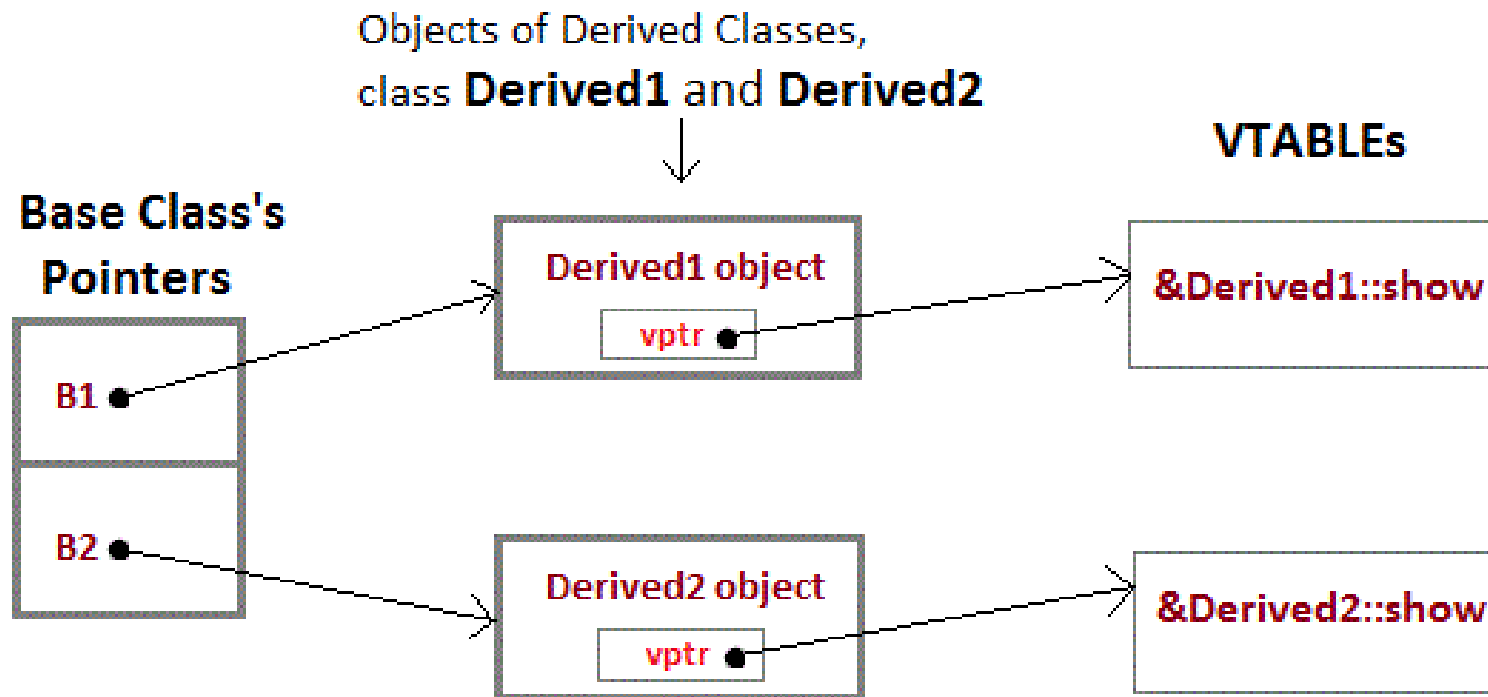 Objects of Derived Classes,
class Derived1 and Derived2
VTABLEs
Base Class's
Pointers
Derived1 object
vptr
&Derived1::show
B1
B2
Derived2 object
vptr
&Derived2::show